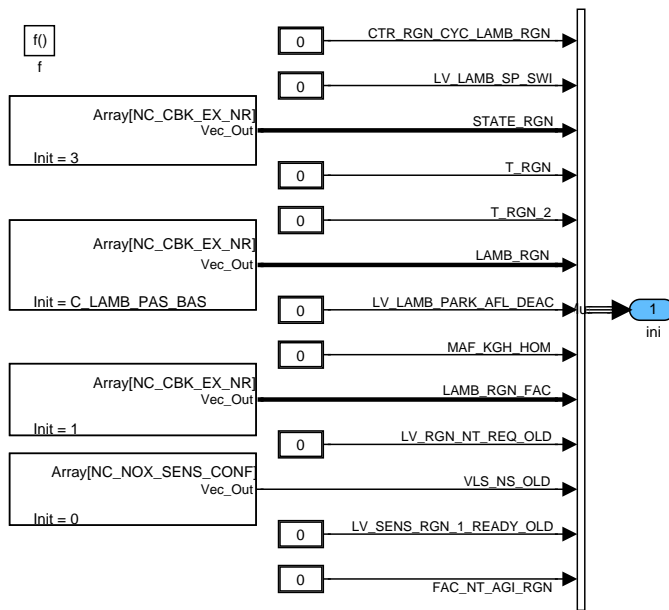 f()
f
0
CTR_RGN_CYC_LAMB_RGN
0
LV_LAMB_SP_SWI
Array[NC_CBK_EX_NR]
Vec_Out
Init = 3
STATE_RGN
0
T_RGN
0
T_RGN_2
Array[NC_CBK_EX_NR]
Vec_Out
Init = C_LAMB_PAS_BAS
LAMB_RGN
0
LV_LAMB_PARK_AFL_DEAC
1
ini
0
MAF_KGH_HOM
Array[NC_CBK_EX_NR]
Vec_Out
Init = 1
LAMB_RGN_FAC
0
LV_RGN_NT_REQ_OLD
Array[NC_NOX_SENS_CONF]
Vec_Out
Init = 0
VLS_NS_OLD
0
LV_SENS_RGN_1_READY_OLD
0
FAC_NT_AGI_RGN